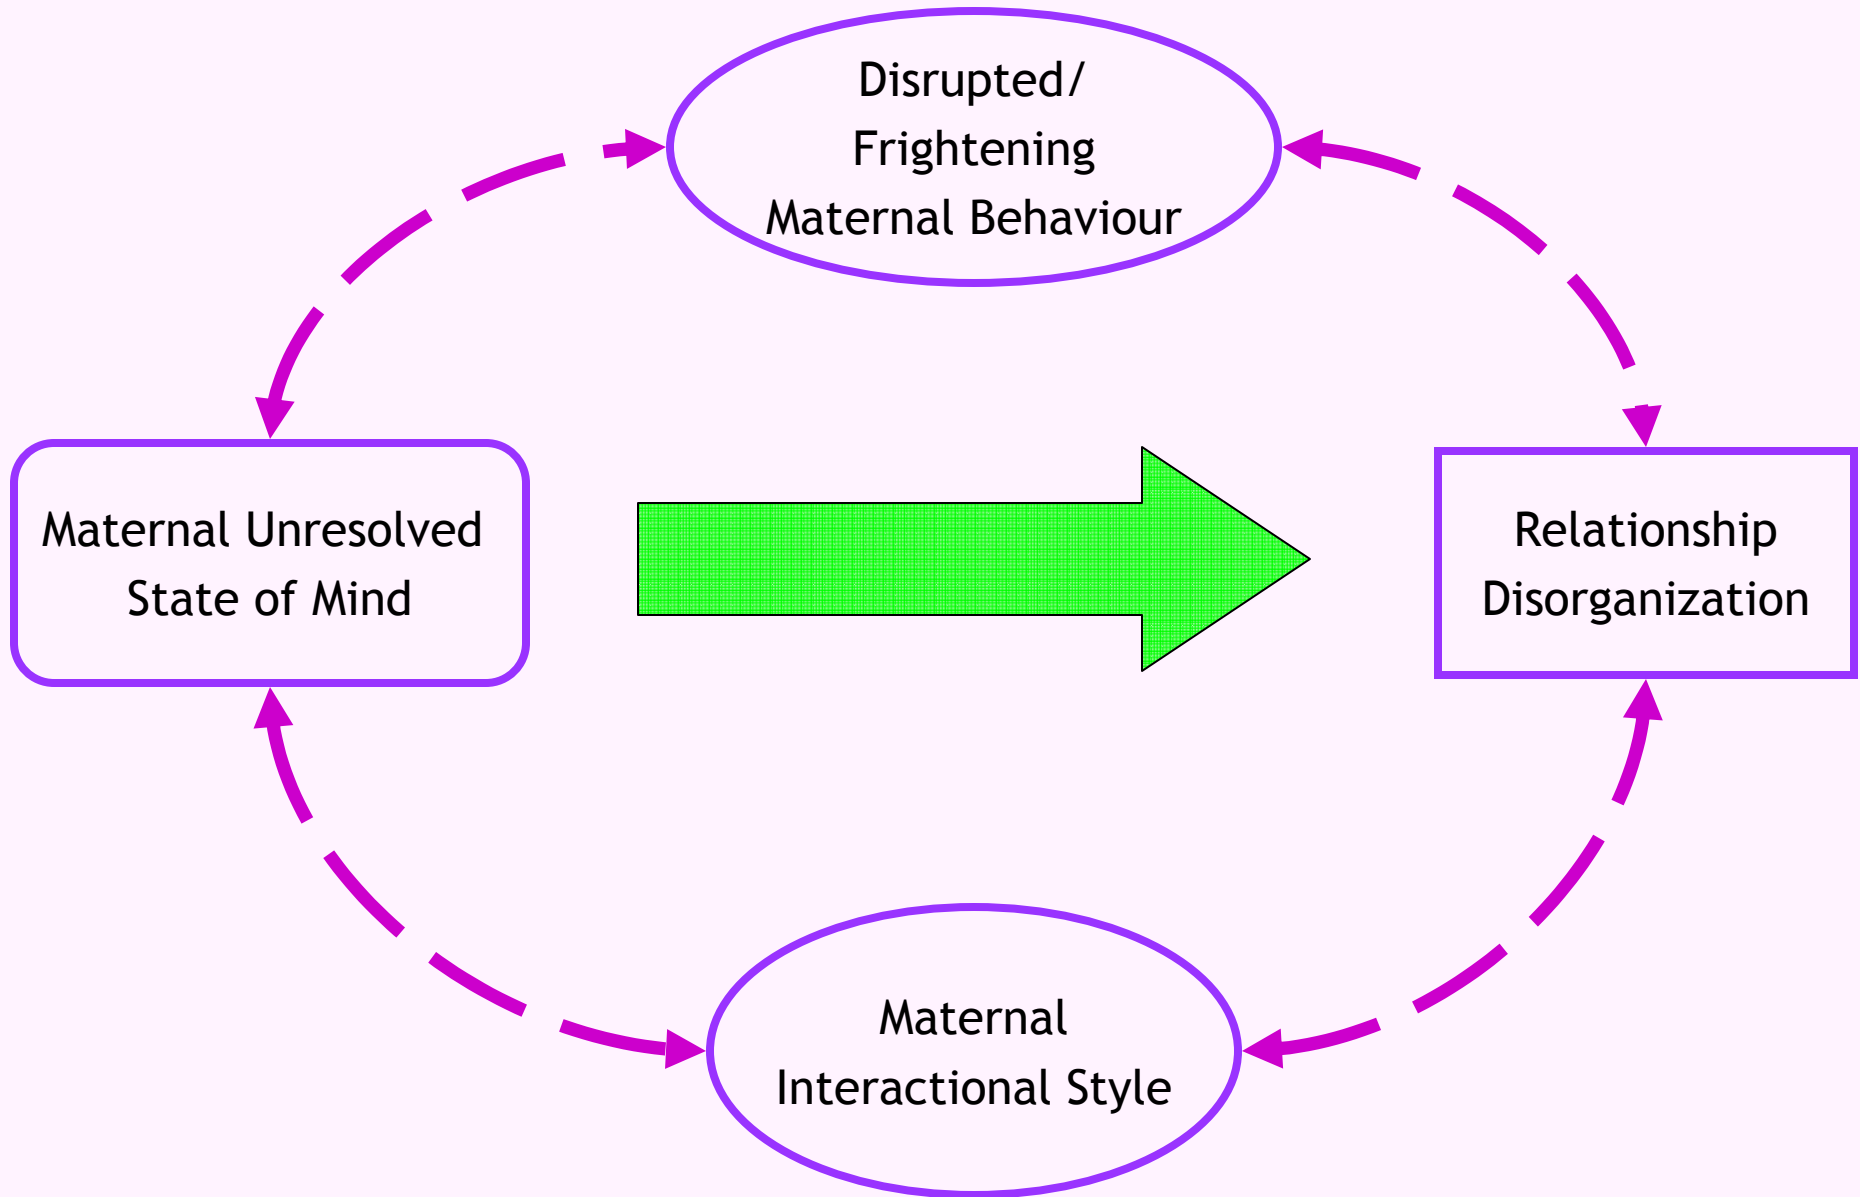 Disrupted/
Frightening
Maternal Behaviour
Maternal Unresolved
State of Mind
Relationship
Disorganization
Maternal
Interactional Style